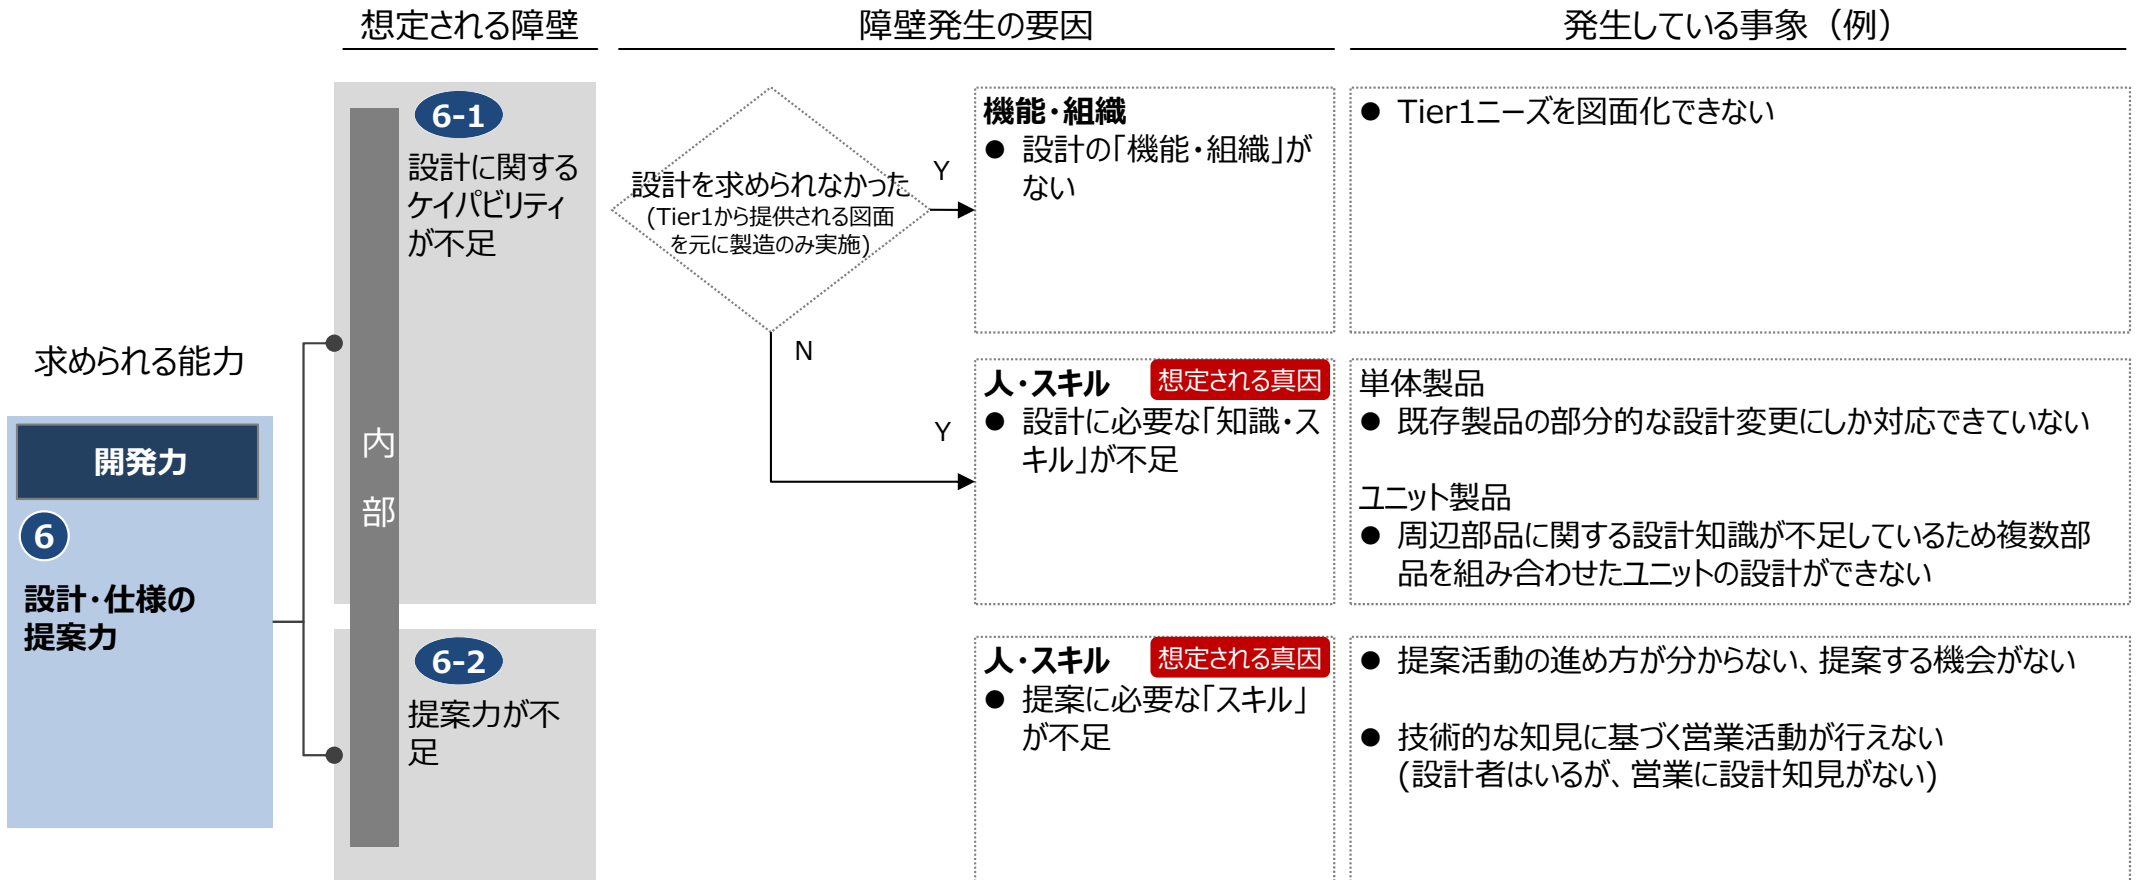 想定される障壁
障壁発生の要因
発生している事象（例）
求められる能力
開発力
6
設計・仕様の
提案力
内
部
6-1
設計に関する
ケイパビリティ
が不足
設計を求められなかった
(Tier1から提供される図面
を元に製造のみ実施)
Y
N
機能・組織
● 設計の「機能・組織」が
ない
● Tier1ニーズを図面化できない
Y
人・スキル
想定される真因
● 設計に必要な「知識・ス
キル」が不足
単体製品
● 既存製品の部分的な設計変更にしか対応できていない
ユニット製品
● 周辺部品に関する設計知識が不足しているため複数部
品を組み合わせたユニットの設計ができない
6-2
提案力が不
足
人・スキル
想定される真因
● 提案に必要な「スキル」
が不足
● 提案活動の進め方が分からない、提案する機会がない
● 技術的な知見に基づく営業活動が行えない
(設計者はいるが、営業に設計知見がない)